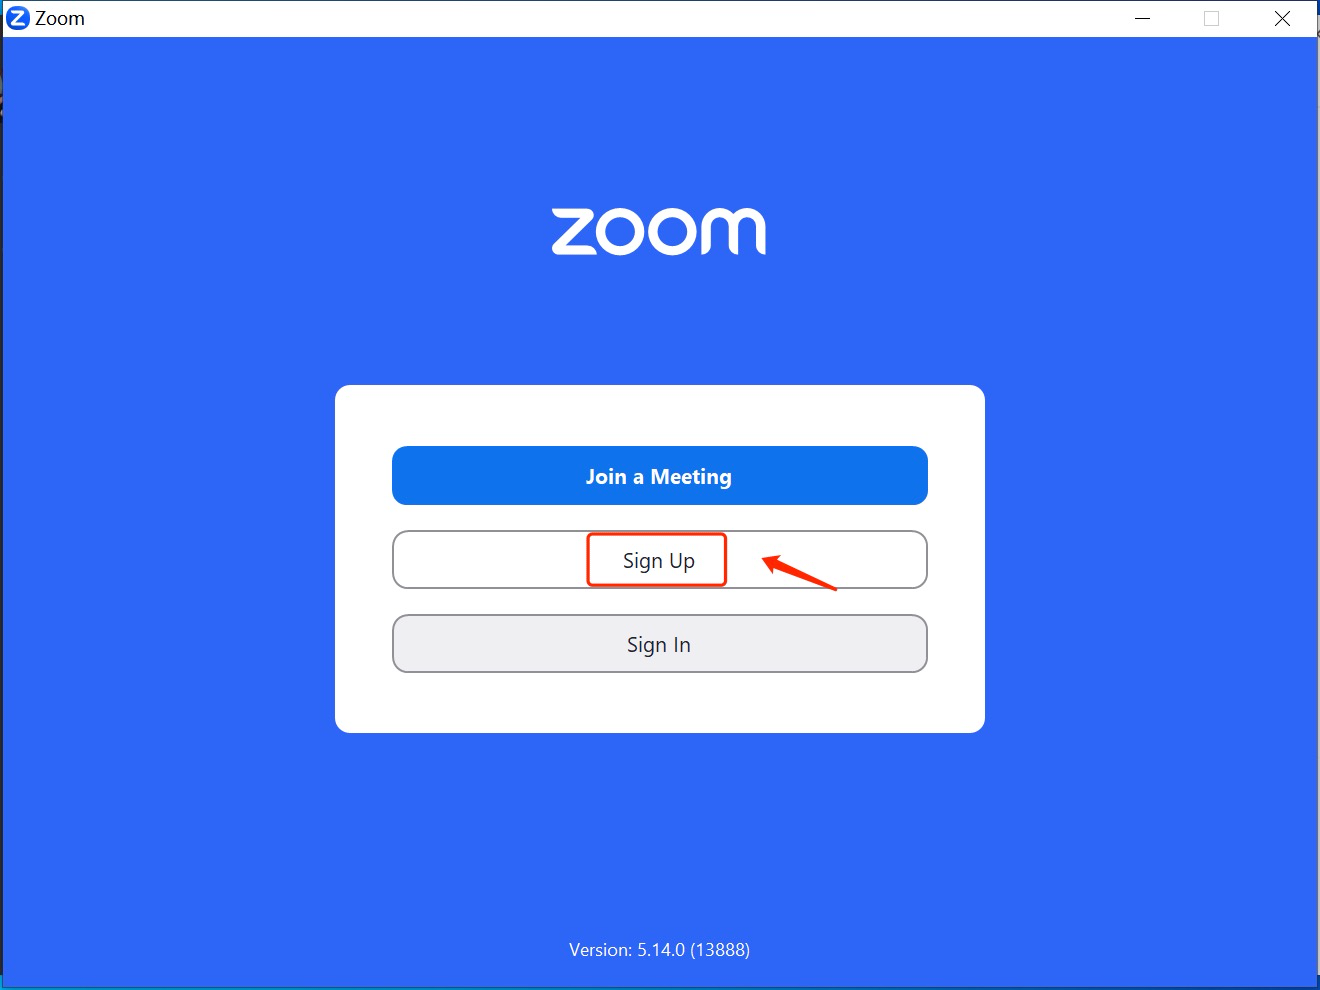 Zoom
zoom
Join a Meeting
Sign Up
Sign In
Version: 5.14.0 (13888)